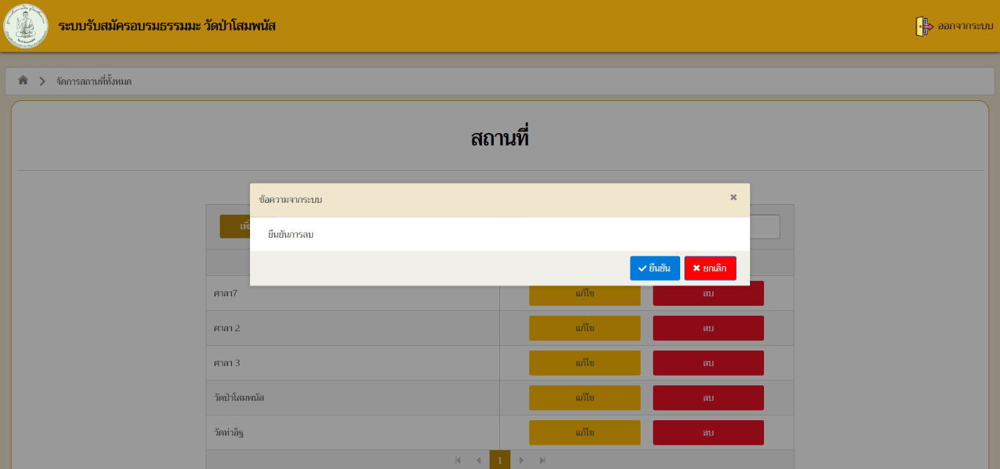 ระบบรับสมัครอบรมธรรมมะ วัดป่าโสมพนัส
ออกจากระบบ
จัดการสถานที่ทั้งหมด
สถานที่
ข้อความจากระบบ
ยืนยันการลบ
ยืนยัน ยกเลิก
ศาลา7 แก้ไข ลบ
ศาลา 2 แก้ไข ลบ
ศาลา 3 แก้ไข ลบ
วัดป่าโสมพนัส แก้ไข ลบ
วัดท่าอิฐ แก้ไข ลบ
1